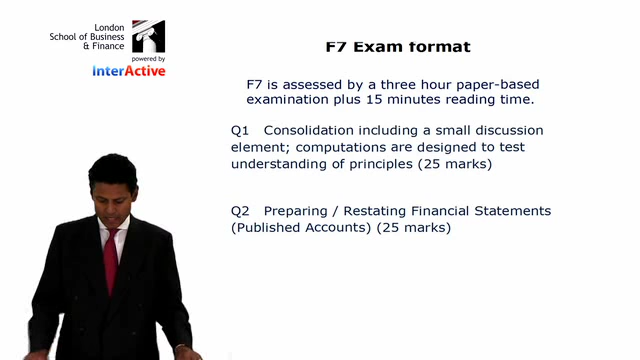 London
School of Business
& Finance
powered by
InterActive
F7 Exam format
F7 is assessed by a three hour paper-based
examination plus 15 minutes reading time.
Q1 Consolidation including a small discussion
element; computations are designed to test
understanding of principles (25 marks)
Q2 Preparing / Restating Financial Statements
(Published Accounts) (25 marks)